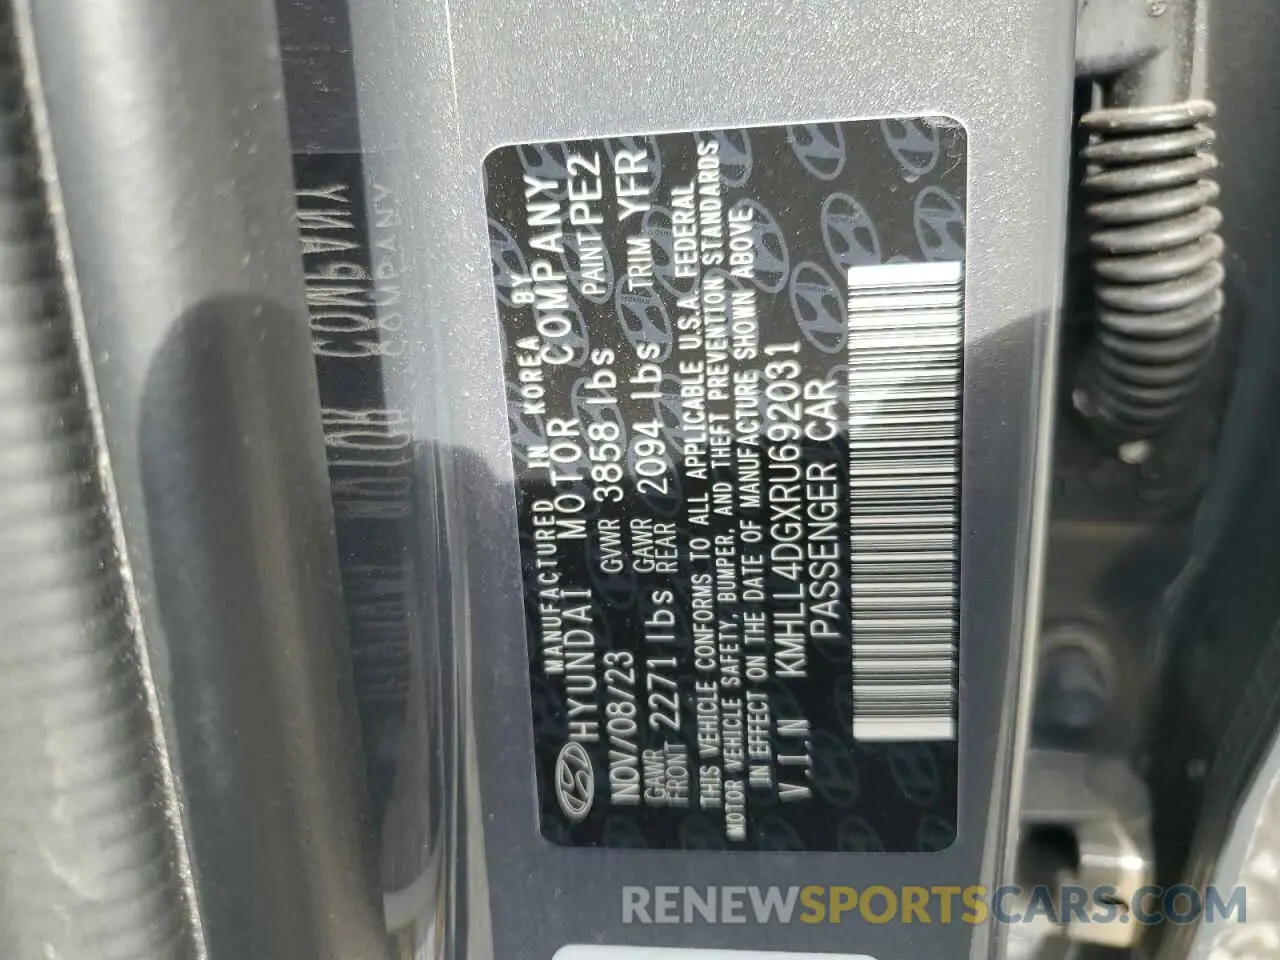 MANUFACTURED IN KOREA BY
HYUNDAI MOTOR COMPANY
NOV/08/23 GVWR 3858 lbs PAINT PE2
GAWR FRONT 2271 lbs GAWR REAR 2094 lbs TRIM YFR
THIS VEHICLE CONFORMS TO ALL APPLICABLE U.S.A. FEDERAL
MOTOR VEHICLE SAFETY, BUMPER, AND THEFT PREVENTION STANDARDS
IN EFFECT ON THE DATE OF MANUFACTURE SHOWN ABOVE
V.I.N KMHLL4DGXRU692031
PASSENGER CAR
RENEWSPORTSCARS.COM